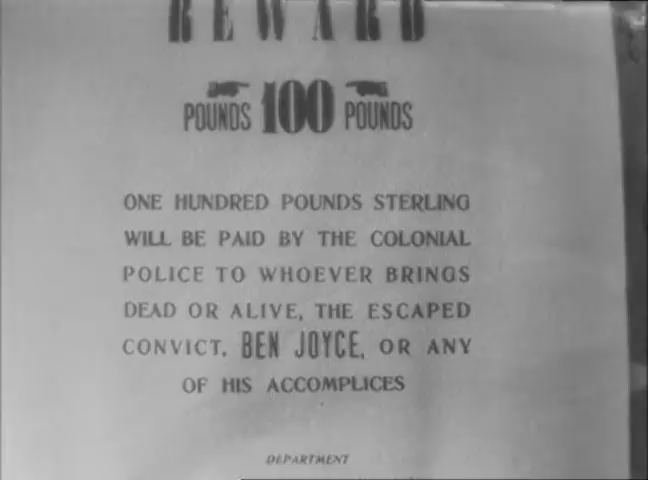 REWARD
POUNDS 100 POUNDS
ONE HUNDRED POUNDS STERLING
WILL BE PAID BY THE COLONIAL
POLICE TO WHOEVER BRINGS
DEAD OR ALIVE, THE ESCAPED
CONVICT, BEN JOYCE, OR ANY
OF HIS ACCOMPLICES
DEPARTMENT